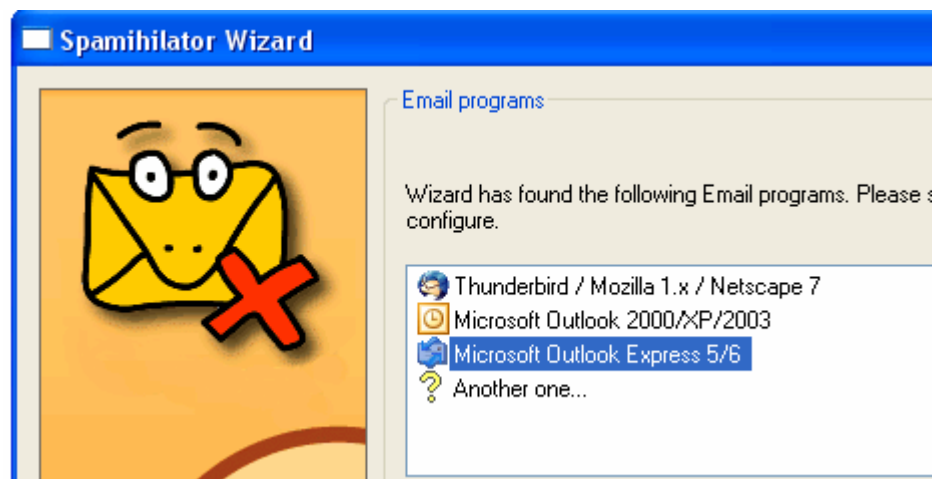 Spamihilator Wizard
Email programs
Wizard has found the following Email programs. Please
configure.
Thunderbird / Mozilla 1.x / Netscape 7
Microsoft Outlook 2000/XP/2003
Microsoft Outlook Express 5/6
Another one...